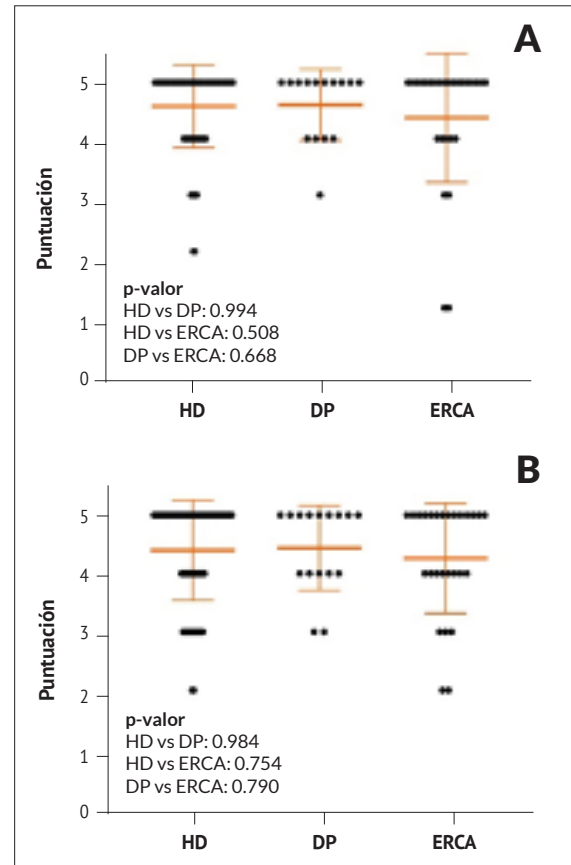 A
Puntuación
5
4
3
2
1
0
p-valor
HD vs DP: 0.994
HD vs ERCA: 0.508
DP vs ERCA: 0.668
HD DP ERCA
B
Puntuación
5
4
3
2
1
0
p-valor
HD vs DP: 0.984
HD vs ERCA: 0.754
DP vs ERCA: 0.790
HD DP ERCA